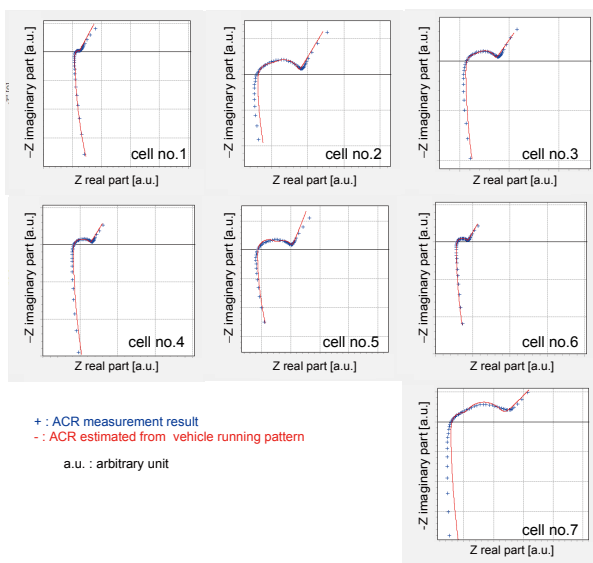 −Z imaginary part [a.u.]
cell no.1
Z real part [a.u.]
−Z imaginary part [a.u.]
cell no.2
Z real part [a.u.]
−Z imaginary part [a.u.]
cell no.3
Z real part [a.u.]
−Z imaginary part [a.u.]
cell no.4
Z real part [a.u.]
−Z imaginary part [a.u.]
cell no.5
Z real part [a.u.]
−Z imaginary part [a.u.]
cell no.6
Z real part [a.u.]
+ : ACR measurement result
- : ACR estimated from vehicle running pattern
a.u. : arbitrary unit
-Z imaginary part [a.u.]
cell no.7
Z real part [a.u.]